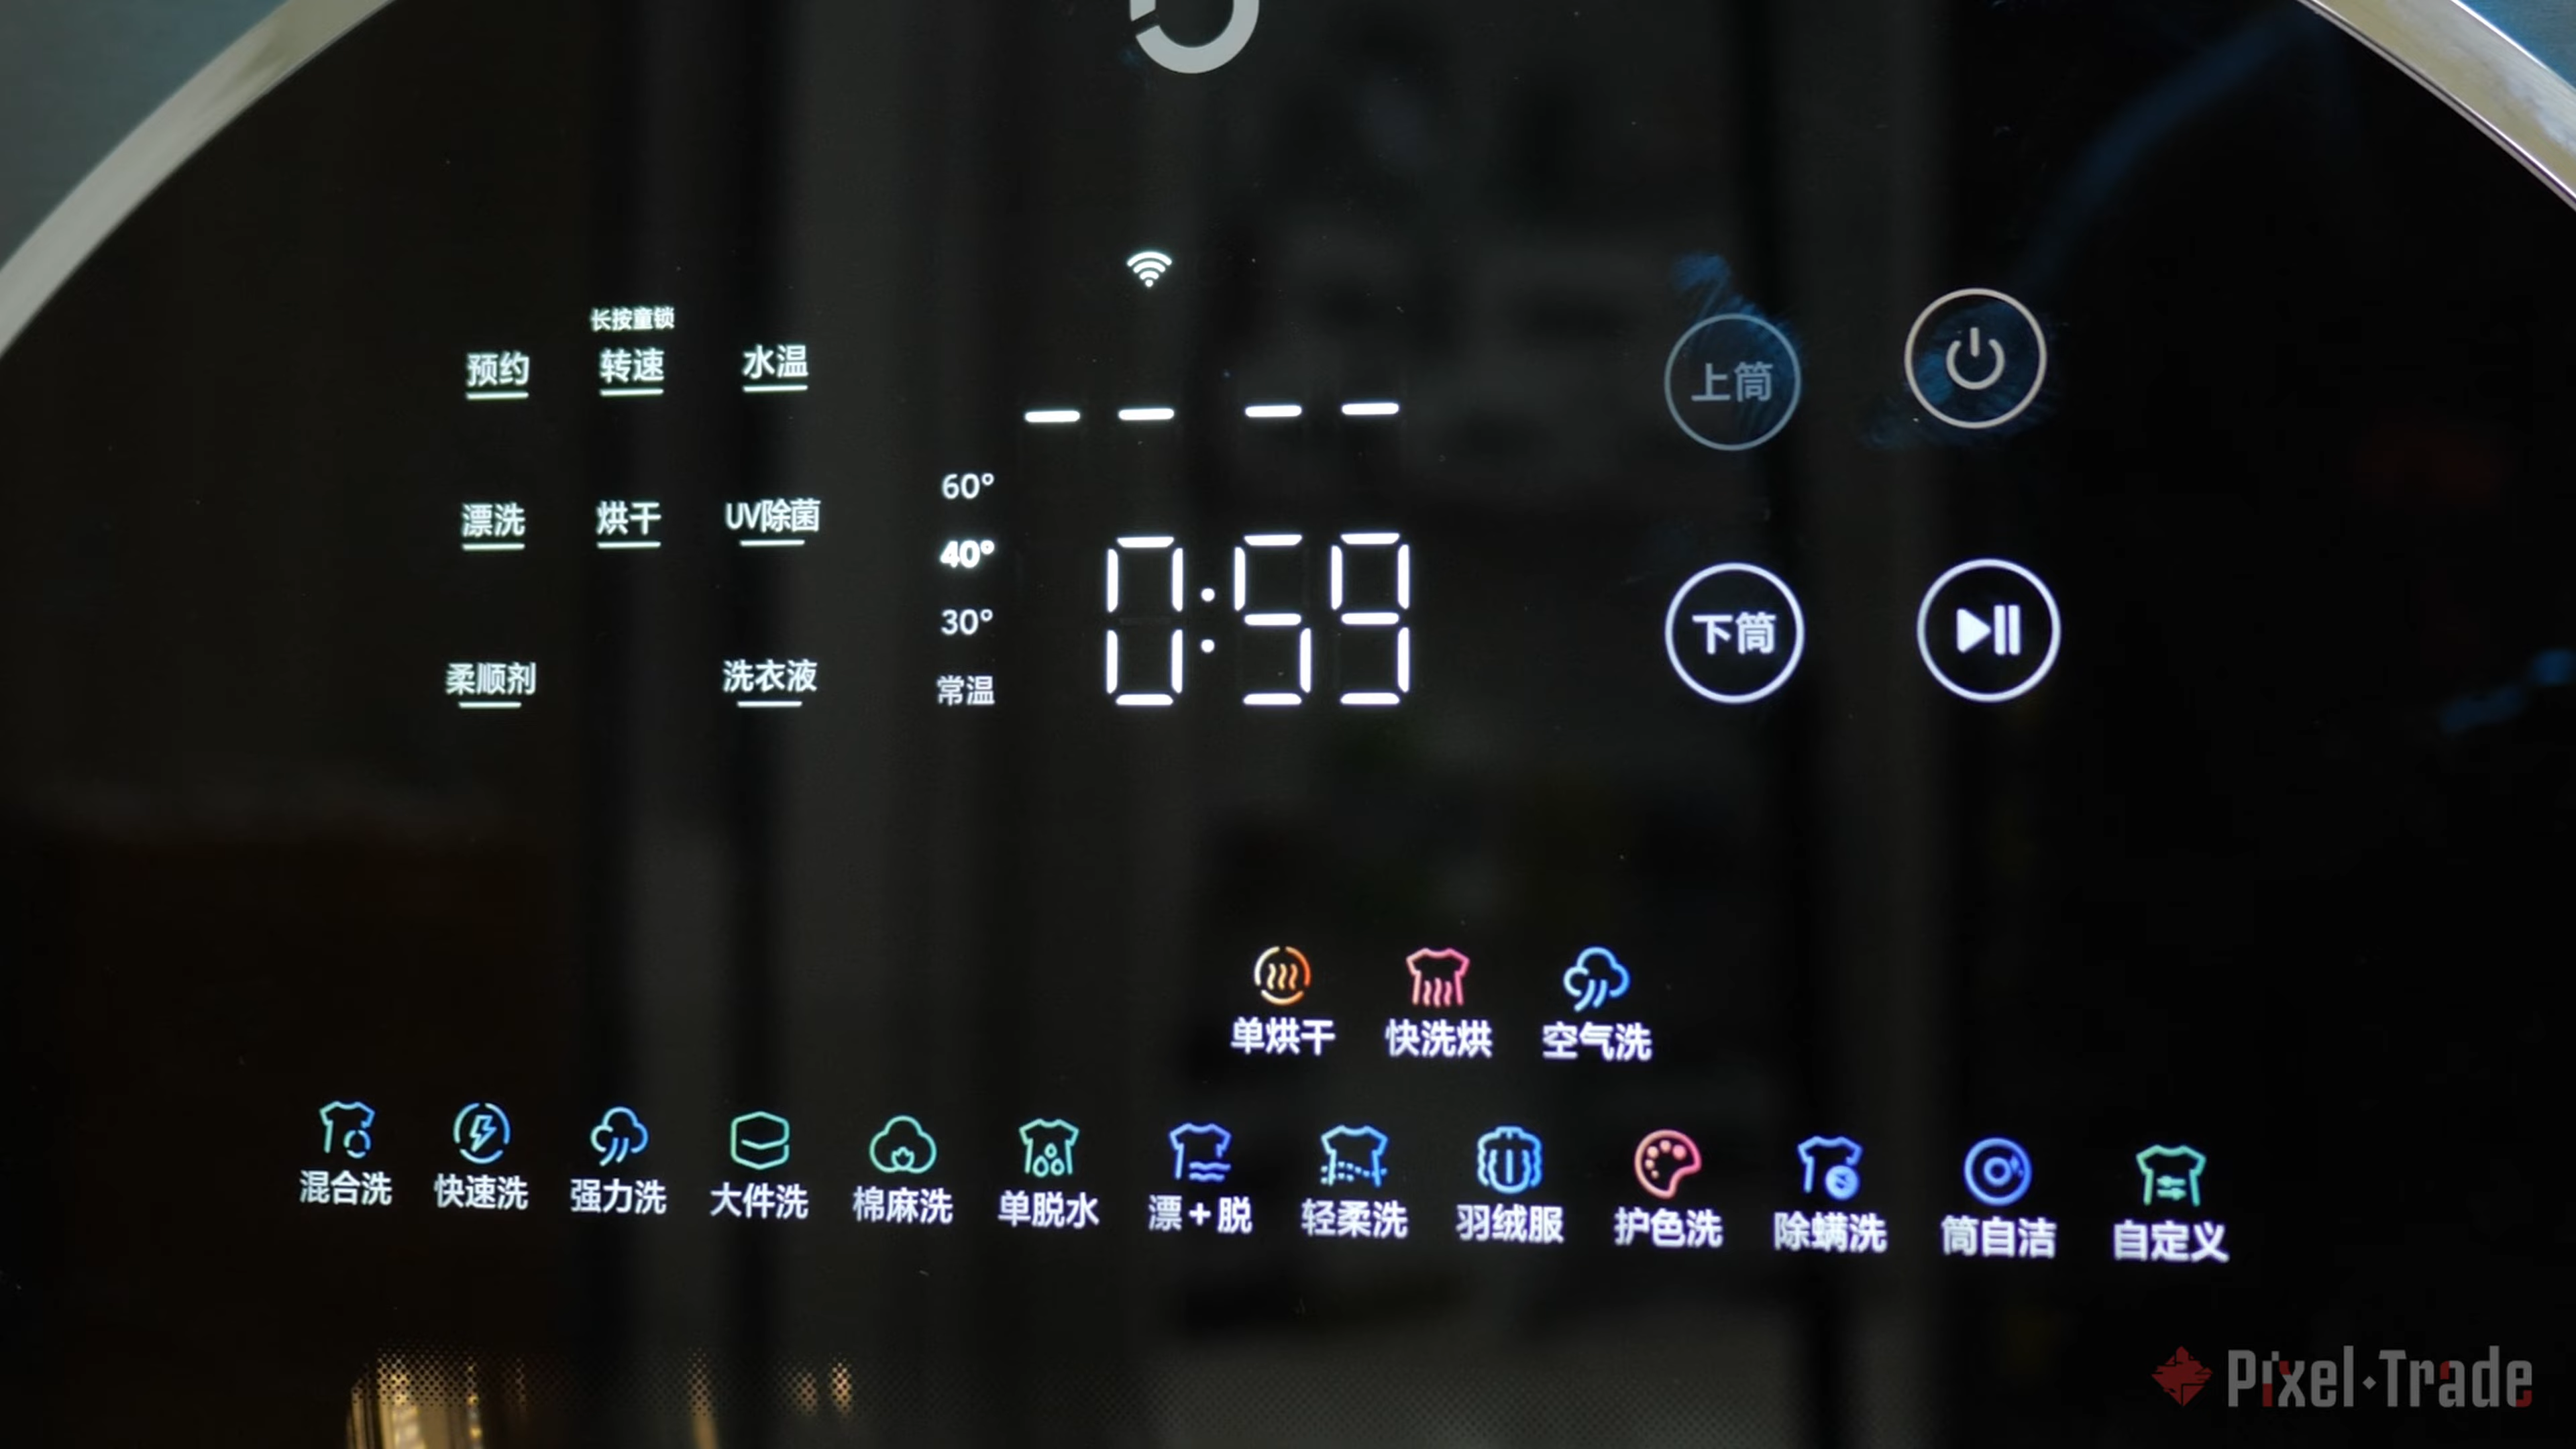 长按童锁
预约 转速 水温
上筒
- - - -
漂洗 烘干 UV除菌
60°
40°
30°
常温
0:59
下筒
柔顺剂 洗衣液
单烘干 快洗烘 空气洗
混合洗 快速洗 强力洗 大件洗 棉麻洗 单脱水 漂+脱 轻柔洗 羽绒服 护色洗 除螨洗 筒自洁 自定义
Pixel·Trade